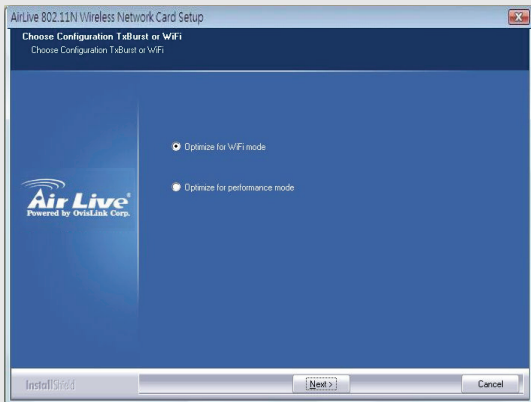 AirLive 802.11N Wireless Network Card Setup
Choose Configuration TxBurst or WiFi
Choose Configuration TxBurst or WiFi
Optimize for WiFi mode
Optimize for performance mode
Air Live®
Powered by OvisLink Corp.
InstallShield
Next >
Cancel